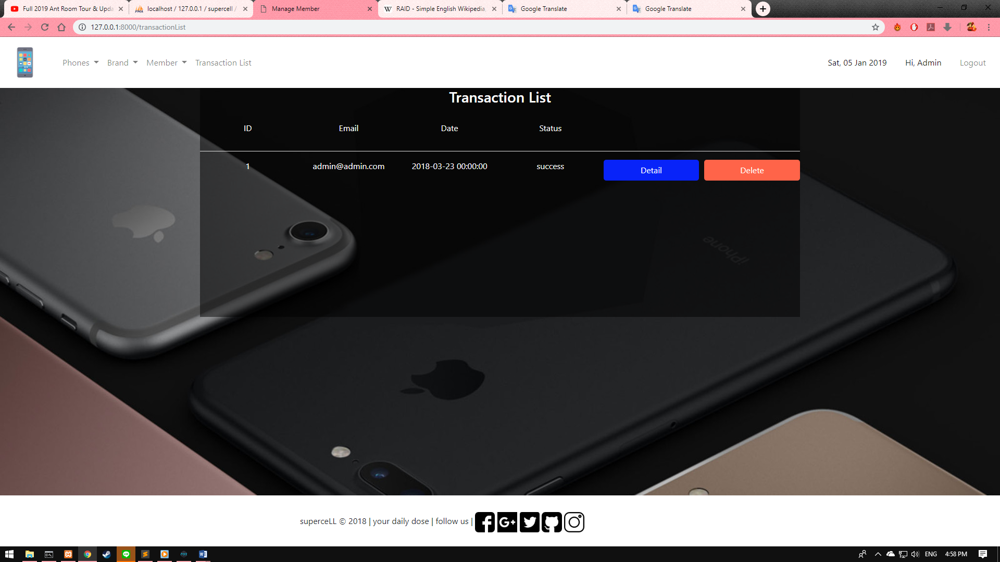 Full 2019 Ant Room Tour & Upda
localhost / 127.0.0.1 / supercell /
Manage Member
RAID - Simple English Wikipedia,
Google Translate
Google Translate
127.0.0.1:8000/transactionList
Phones Brand Member Transaction List
Sat, 05 Jan 2019 Hi, Admin Logout
Transaction List
ID Email Date Status
1 admin@admin.com 2018-03-23 00:00:00 success Detail Delete
iPhone
superceLL © 2018 | your daily dose | follow us |
ENG 4:58 PM